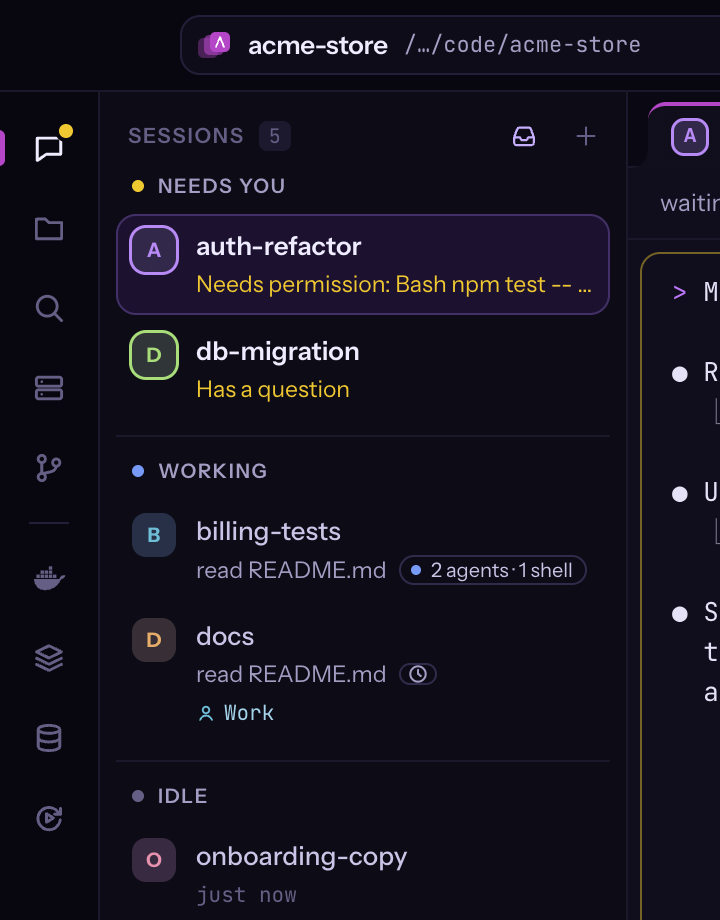 acme-store /…/code/acme-store
SESSIONS 5
A
NEEDS YOU
waitin
A auth-refactor
Needs permission: Bash npm test -- …
> M
D db-migration
Has a question
R
WORKING
U
B billing-tests
read README.md 2 agents · 1 shell
D docs
S
read README.md
t
Work
a
IDLE
O onboarding-copy
just now